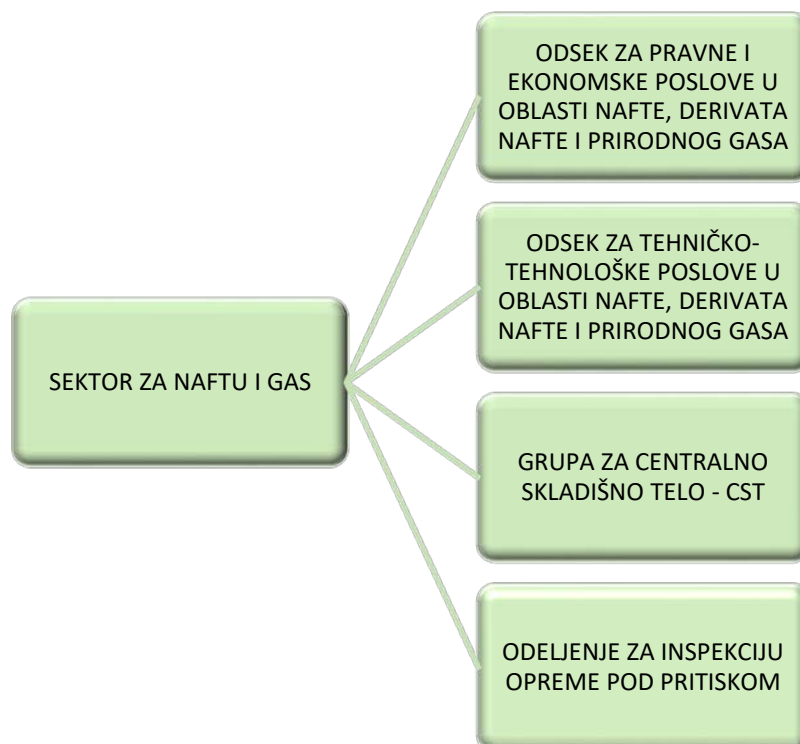 SEKTOR ZA NAFTU I GAS
ODSEK ZA PRAVNE I
EKONOMSKE POSLOVE U
OBLASTI NAFTE, DERIVATA
NAFTE I PRIRODNOG GASA
ODSEK ZA TEHNIČKO-
TEHNOLOŠKE POSLOVE U
OBLASTI NAFTE, DERIVATA
NAFTE I PRIRODNOG GASA
GRUPA ZA CENTRALNO
SKLADIŠNO TELO - CST
ODELJENJE ZA INSPEKCIJU
OPREME POD PRITISKOM